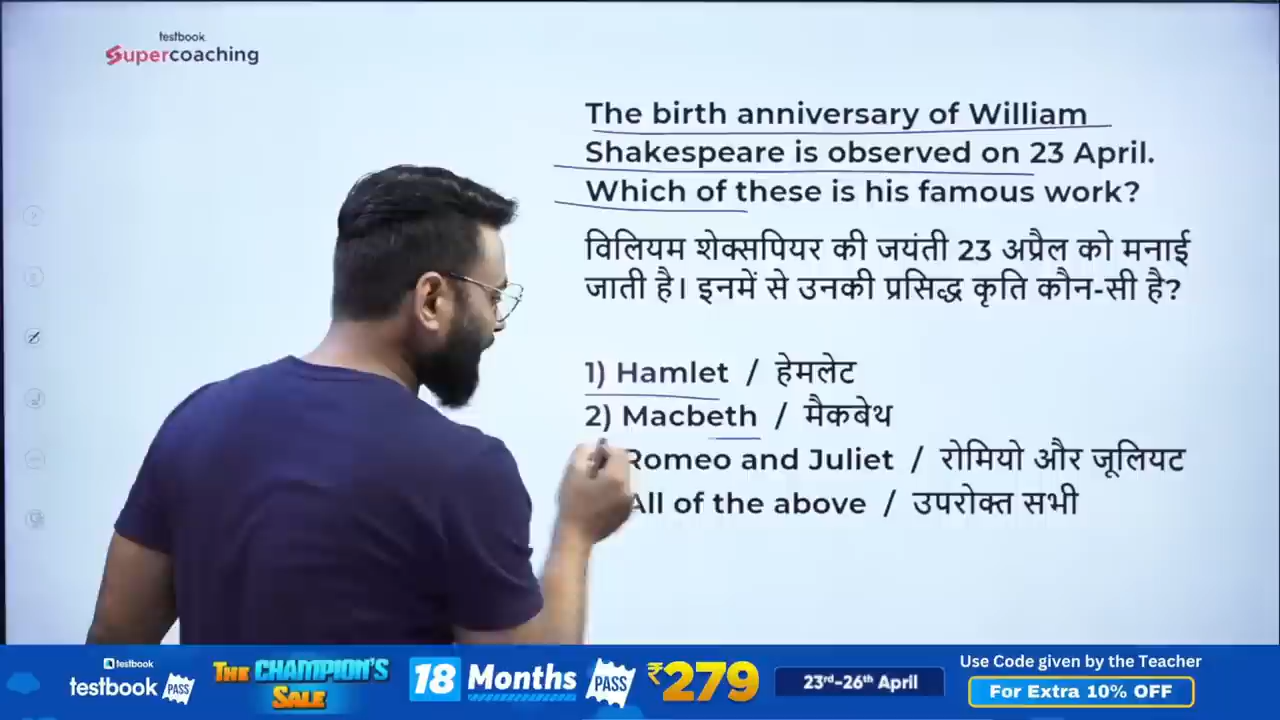 testbook
Supercoaching
The birth anniversary of William
Shakespeare is observed on 23 April.
Which of these is his famous work?
विलियम शेक्सपियर की जयंती 23 अप्रैल को मनाई
जाती है। इनमें से उनकी प्रसिद्ध कृति कौन-सी है?
1) Hamlet / हेमलेट
2) Macbeth / मैकबेथ
Romeo and Juliet / रोमियो और जूलियट
All of the above / उपरोक्त सभी
testbook
testbook PASS
THE CHAMPION'S
SALE
18 Months
PASS
₹279
23rd-26th April
Use Code given by the Teacher
For Extra 10% OFF